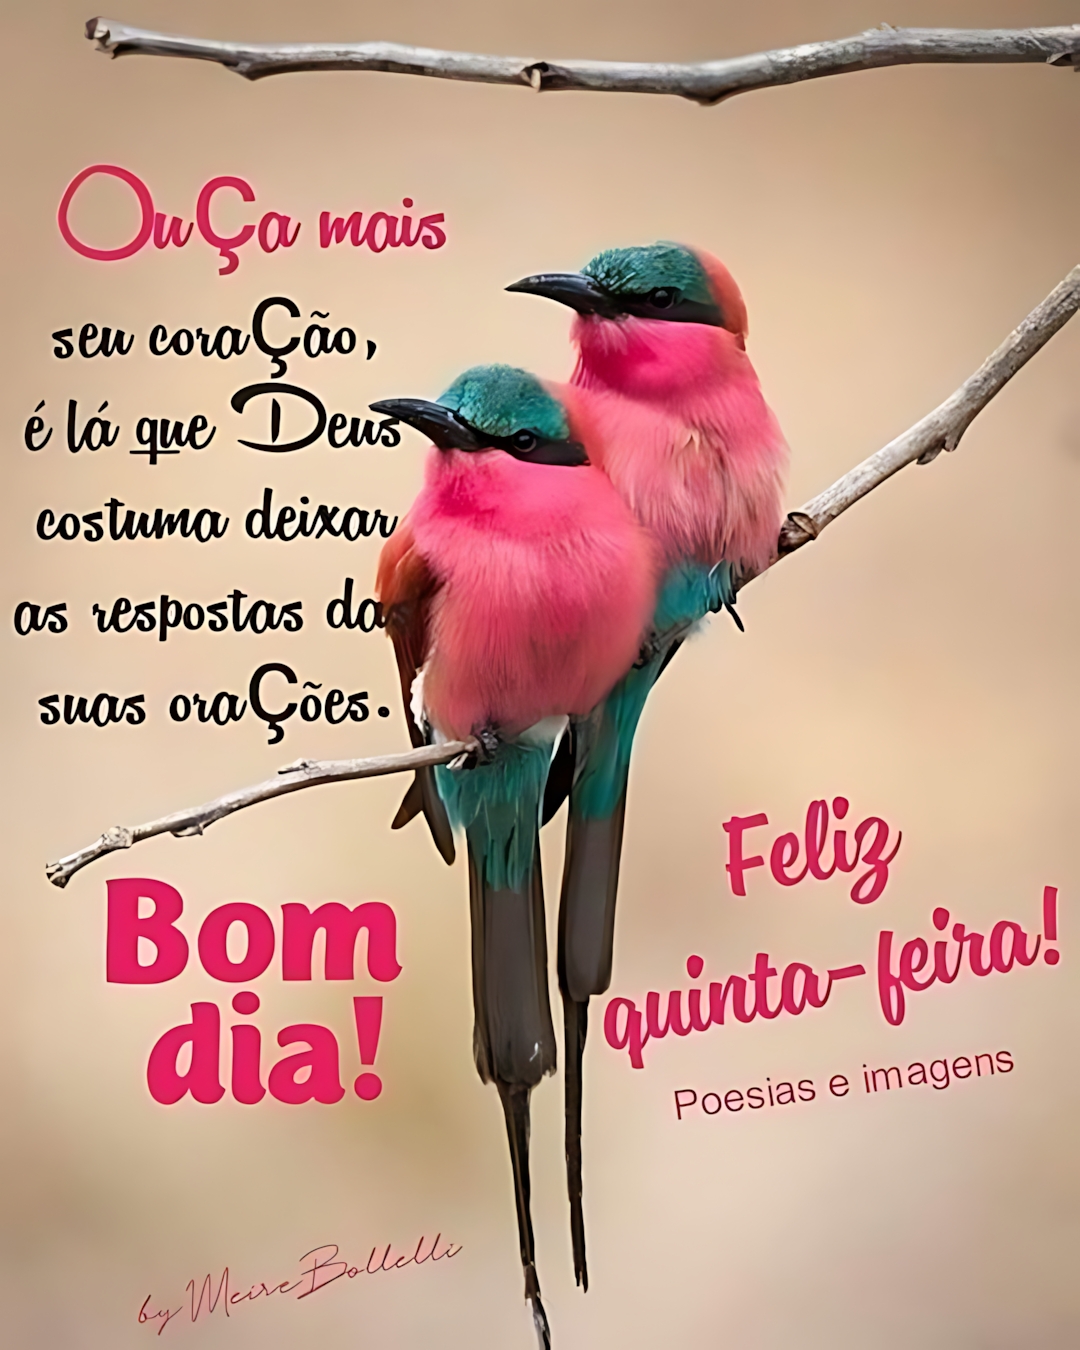 OuÇa mais
seu coraÇão,
é lá que Deus
costuma deixar
as respostas da
suas oraÇões.
Bom
dia!
Feliz
quinta-feira!
Poesias e imagens
by Meire Bollelli